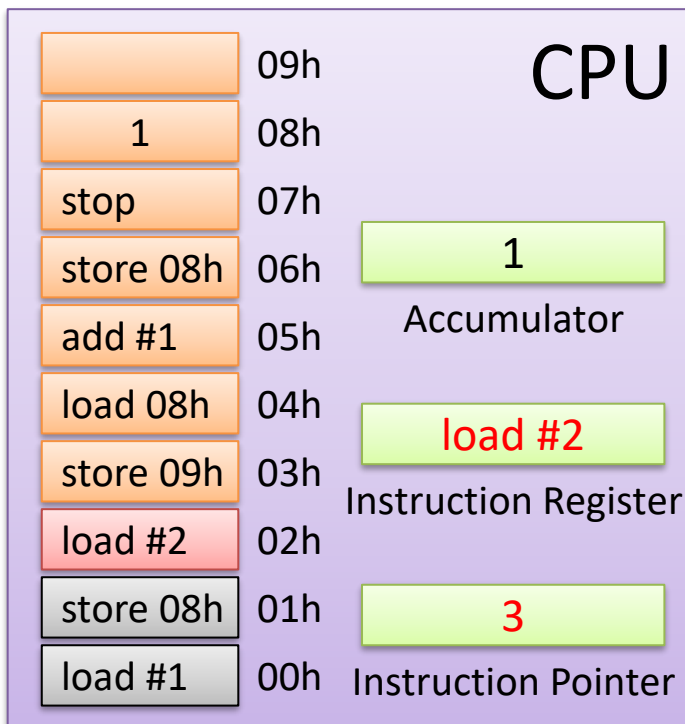 CPU
09h
1 08h
stop 07h
store 08h 06h
add #1 05h
load 08h 04h
store 09h 03h
load #2 02h
store 08h 01h
load #1 00h
1
Accumulator
load #2
Instruction Register
3
Instruction Pointer